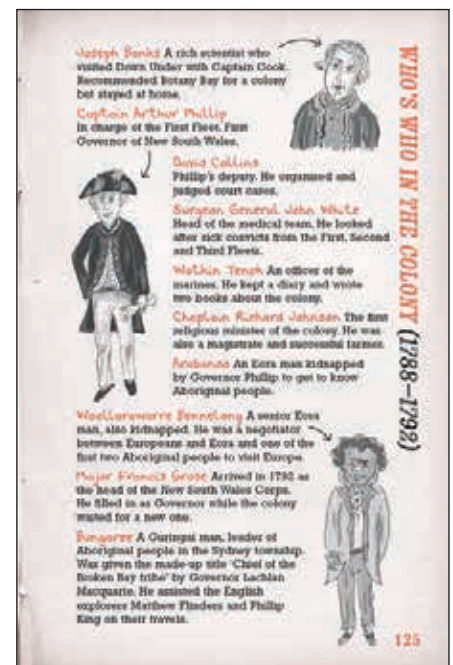 WHO'S WHO IN THE COLONY (1788–1792)
Joseph Banks A rich scientist who
visited Down Under with Captain Cook.
Recommended Botany Bay for a colony
but stayed at home.
Captain Arthur Phillip
In charge of the First Fleet. First
Governor of New South Wales.
David Collins
Phillip's deputy. He organised and
judged court cases.
Surgeon General John White
Head of the medical team. He looked
after sick convicts from the First, Second
and Third Fleets.
Watkin Tench An officer of the
marines. He kept a diary and wrote
two books about the colony.
Chaplain Richard Johnson The first
religious minister of the colony. He was
also a magistrate and successful farmer.
Arabanoo An Eora man kidnapped
by Governor Phillip to get to know
Aboriginal people.
Woollarawarre Bennelong A senior Eora
man, also kidnapped. He was a negotiator
between Europeans and Eora and one of the
first two Aboriginal people to visit Europe.
Major Francis Grose Arrived in 1792 as
the head of the New South Wales Corps.
He filled in as Governor while the colony
waited for a new one.
Bungaree A Guringai man, leader of
Aboriginal people in the Sydney township.
Was given the made-up title 'Chief of the
Broken Bay tribe' by Governor Lachlan
Macquarie. He assisted the English
explorers Matthew Flinders and Phillip
King on their travels.
125